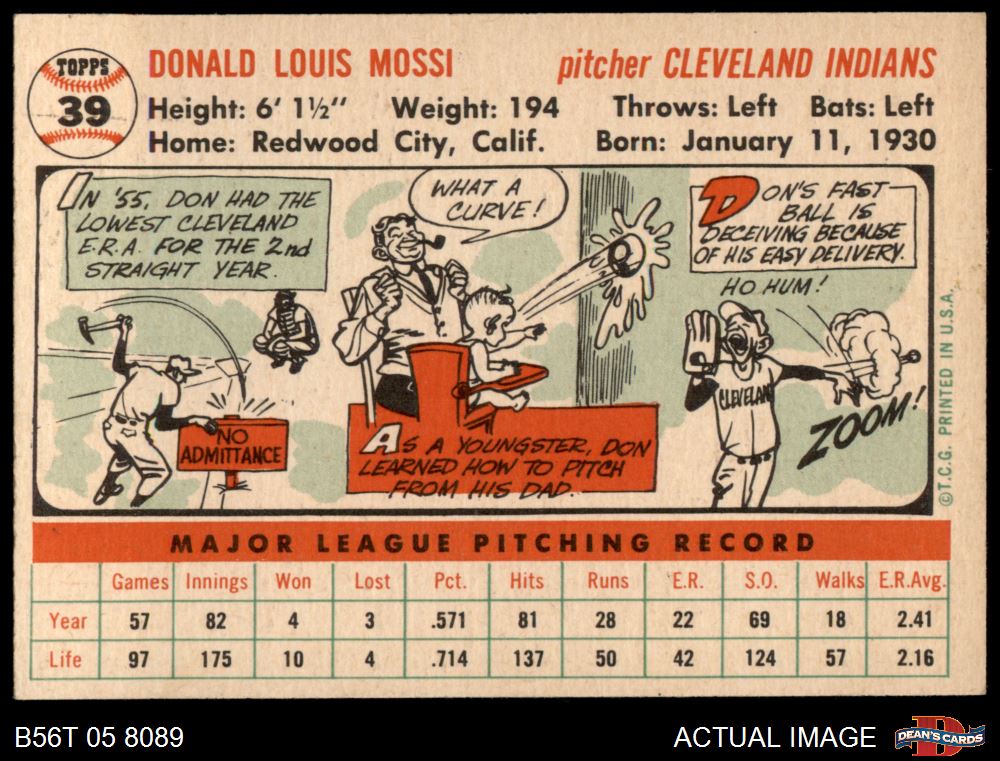 TOPPS
39
DONALD LOUIS MOSSI pitcher CLEVELAND INDIANS
Height: 6' 1½" Weight: 194 Throws: Left Bats: Left
Home: Redwood City, Calif. Born: January 11, 1930
IN '55, DON HAD THE
LOWEST CLEVELAND
E.R.A. FOR THE 2nd
STRAIGHT YEAR.
NO
ADMITTANCE
WHAT A
CURVE!
AS A YOUNGSTER, DON
LEARNED HOW TO PITCH
FROM HIS DAD.
DON'S FAST
BALL IS
DECEIVING BECAUSE
OF HIS EASY DELIVERY.
HO HUM!
CLEVELAND
ZOOM!
©T.C.G. PRINTED IN U.S.A.
MAJOR LEAGUE PITCHING RECORD
Games Innings Won Lost Pct. Hits Runs E.R. S.O. Walks E.R.Avg.
Year 57 82 4 3 .571 81 28 22 69 18 2.41
Life 97 175 10 4 .714 137 50 42 124 57 2.16
B56T 05 8089 ACTUAL IMAGE DEAN'S CARDS